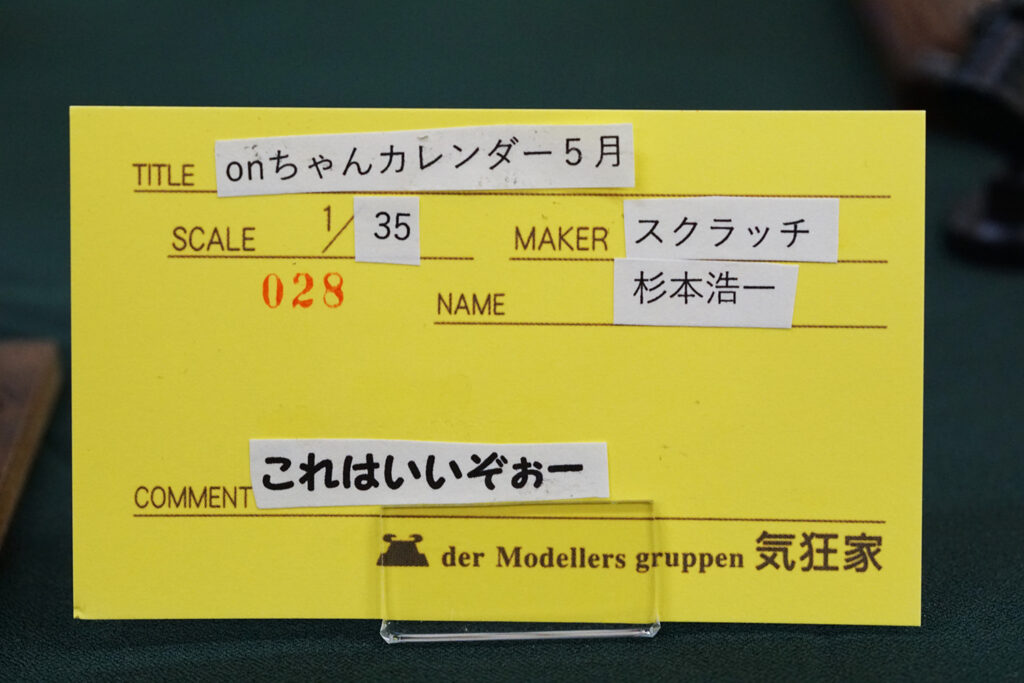 TITLE onちゃんカレンダー５月
SCALE 1/35 MAKER スクラッチ
028 NAME 杉本浩一
COMMENT これはいいぞぉー
der Modellers gruppen 気狂家